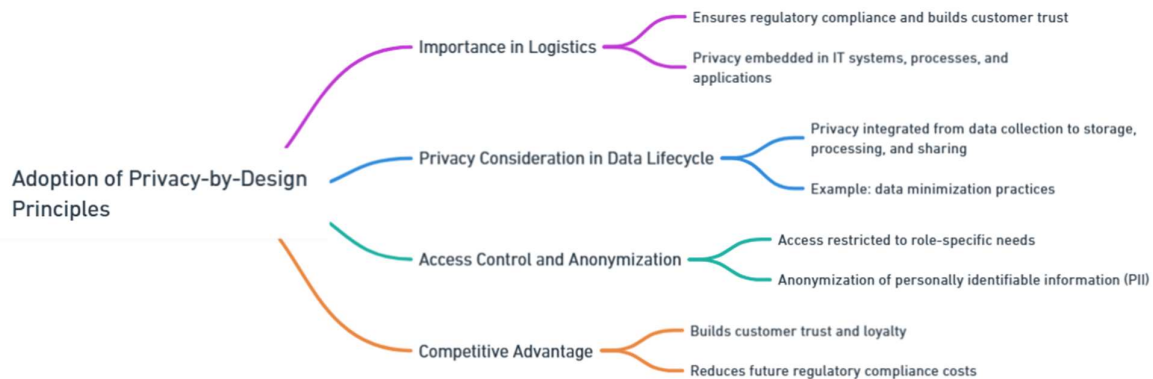 Adoption of Privacy-by-Design
Principles
Importance in Logistics
Ensures regulatory compliance and builds customer trust
Privacy embedded in IT systems, processes, and
applications
Privacy Consideration in Data Lifecycle
Privacy integrated from data collection to storage,
processing, and sharing
Example: data minimization practices
Access Control and Anonymization
Access restricted to role-specific needs
Anonymization of personally identifiable information (PII)
Competitive Advantage
Builds customer trust and loyalty
Reduces future regulatory compliance costs